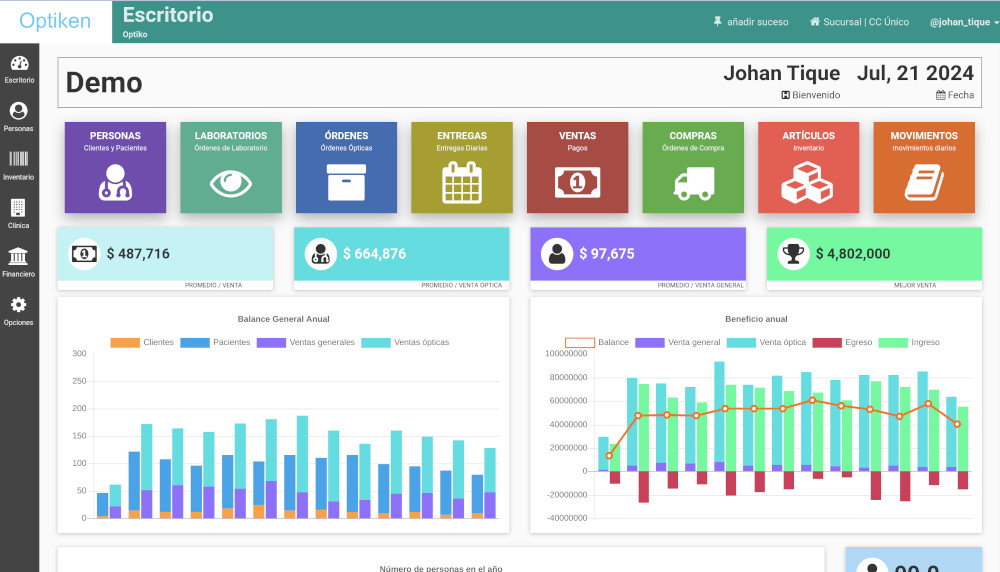 Optiken
Escritorio
Optiko
añadir suceso
Sucursal | CC Único
@johan_tique
Escritorio
Personas
Inventario
Clínica
Financiero
Opciones
Demo
Johan Tique
Bienvenido
Jul, 21 2024
Fecha
PERSONAS
Clientes y Pacientes
LABORATORIOS
Órdenes de Laboratorio
ÓRDENES
Órdenes Ópticas
ENTREGAS
Entregas Diarias
VENTAS
Pagos
1
COMPRAS
Órdenes de Compra
ARTÍCULOS
Inventario
MOVIMIENTOS
movimientos diarios
$ 487,716
PROMEDIO / VENTA
$ 664,876
PROMEDIO / VENTA ÓPTICA
$ 97,675
PROMEDIO / VENTA GENERAL
$ 4,802,000
MEJOR VENTA
Balance General Anual
Clientes Pacientes Ventas generales Ventas ópticas
300
250
200
150
100
50
0
Beneficio anual
Balance Venta general Venta óptica Egreso Ingreso
100000000
80000000
60000000
40000000
20000000
0
-20000000
-40000000
Número de personas en el año